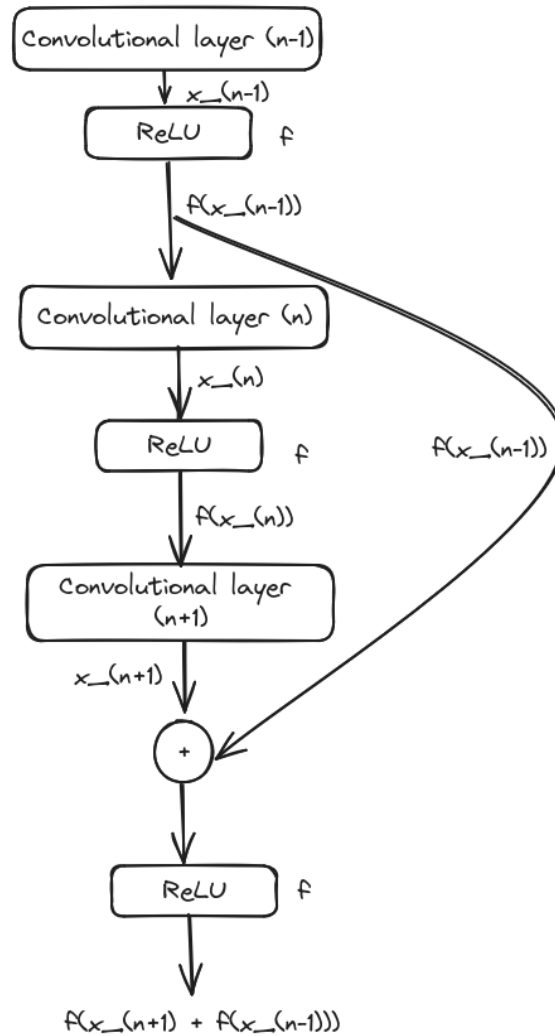 Convolutional layer (n-1)
x_(n-1)
ReLU
f
f(x_(n-1))
Convolutional layer (n)
x_(n)
ReLU
f
f(x_(n-1))
f(x_(n))
Convolutional layer
(n+1)
x_(n+1)
+
ReLU
f
f(x_(n+1) + f(x_(n-1)))